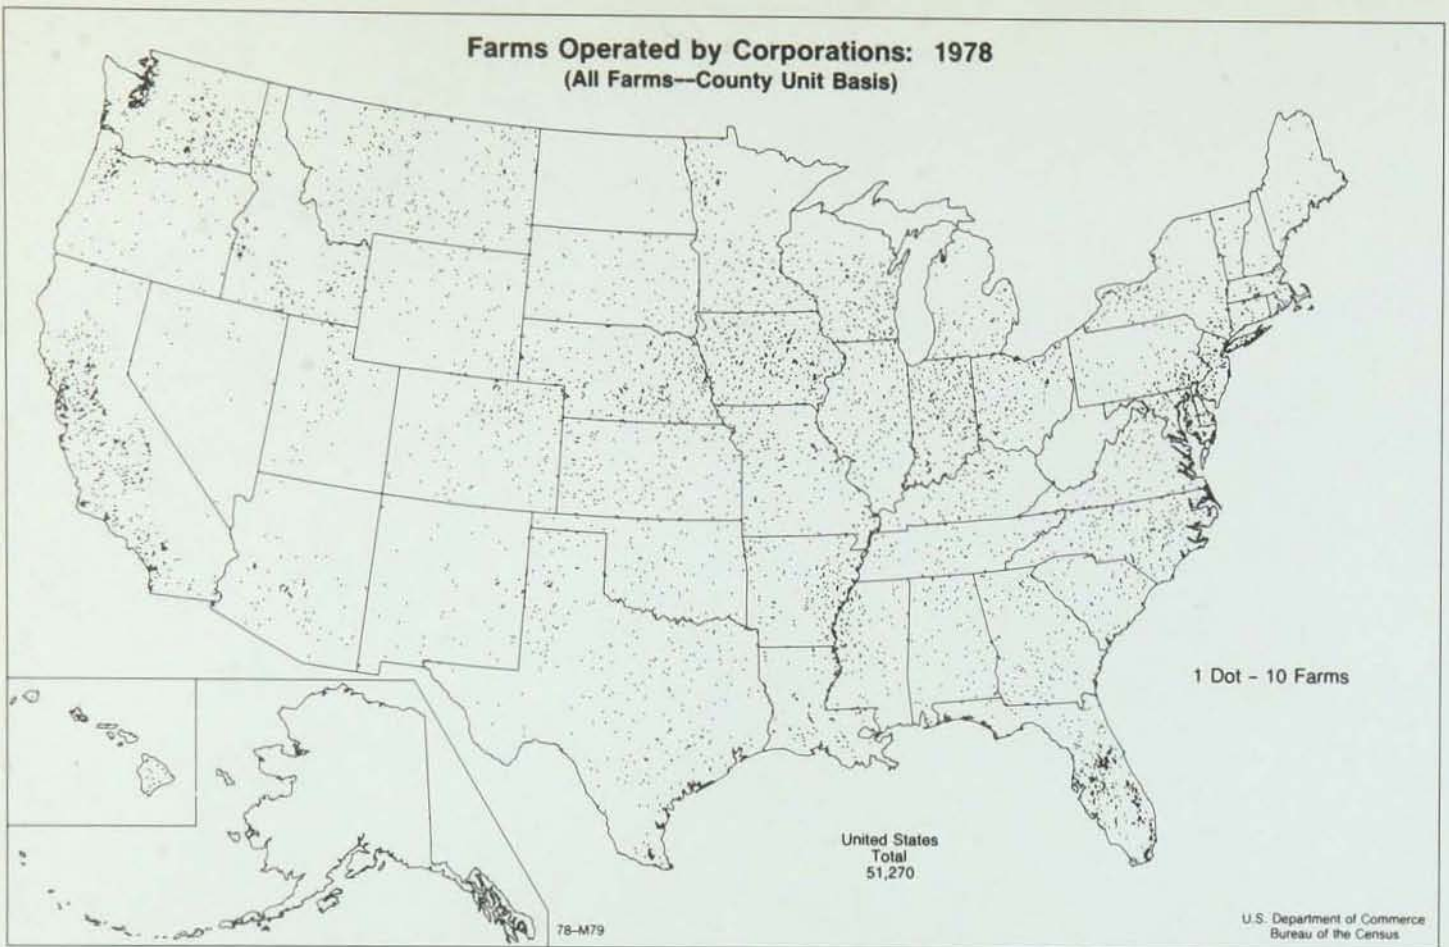 Farms Operated by Corporations: 1978
(All Farms—County Unit Basis)
1 Dot - 10 Farms
United States
Total
51,270
78-M79
U.S. Department of Commerce
Bureau of the Census